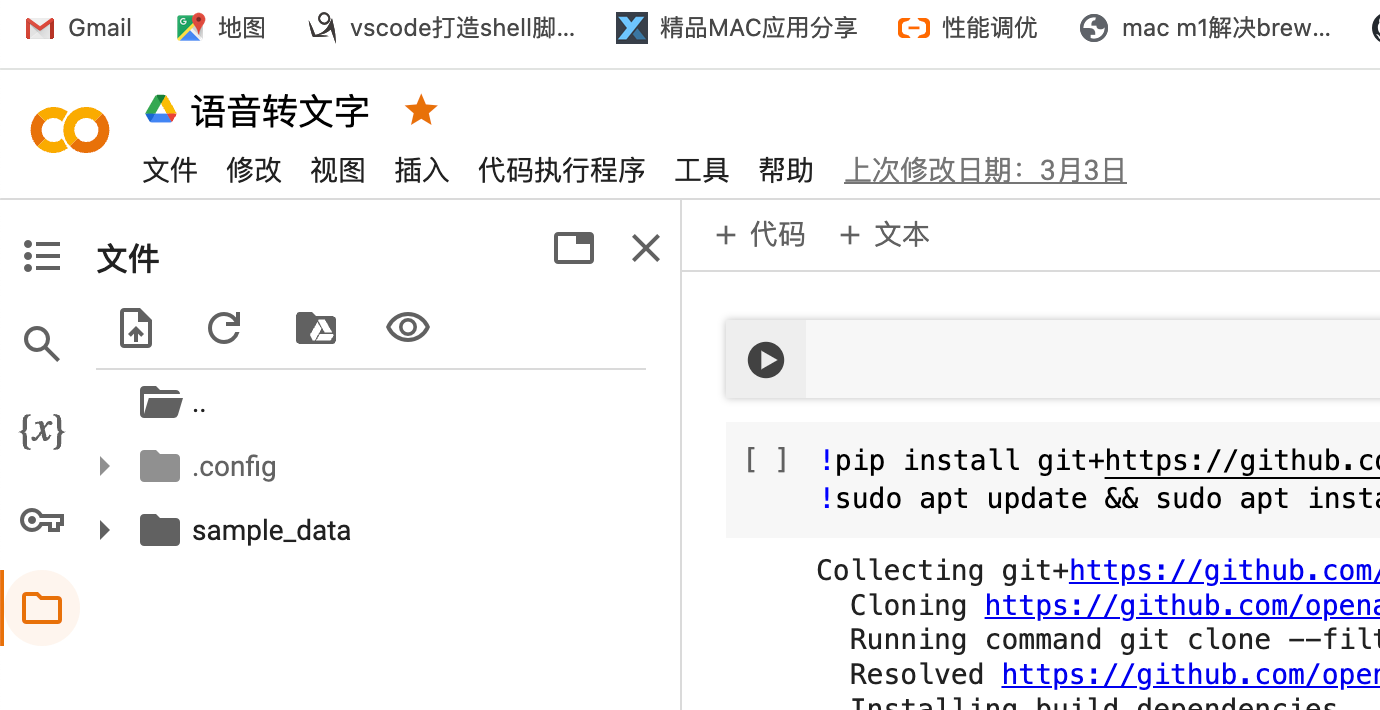 Gmail 地图 vscode打造shell脚... 精品MAC应用分享 性能调优 mac m1解决brew...
语音转文字
文件 修改 视图 插入 代码执行程序 工具 帮助 上次修改日期：3月3日
文件
+ 代码 + 文本
{x}
..
.config
sample_data
[ ] !pip install git+https://github.co
!sudo apt update && sudo apt insta
Collecting git+https://github.com/
Cloning https://github.com/opena
Running command git clone --filt
Resolved https://github.com/open
Installing build dependencies